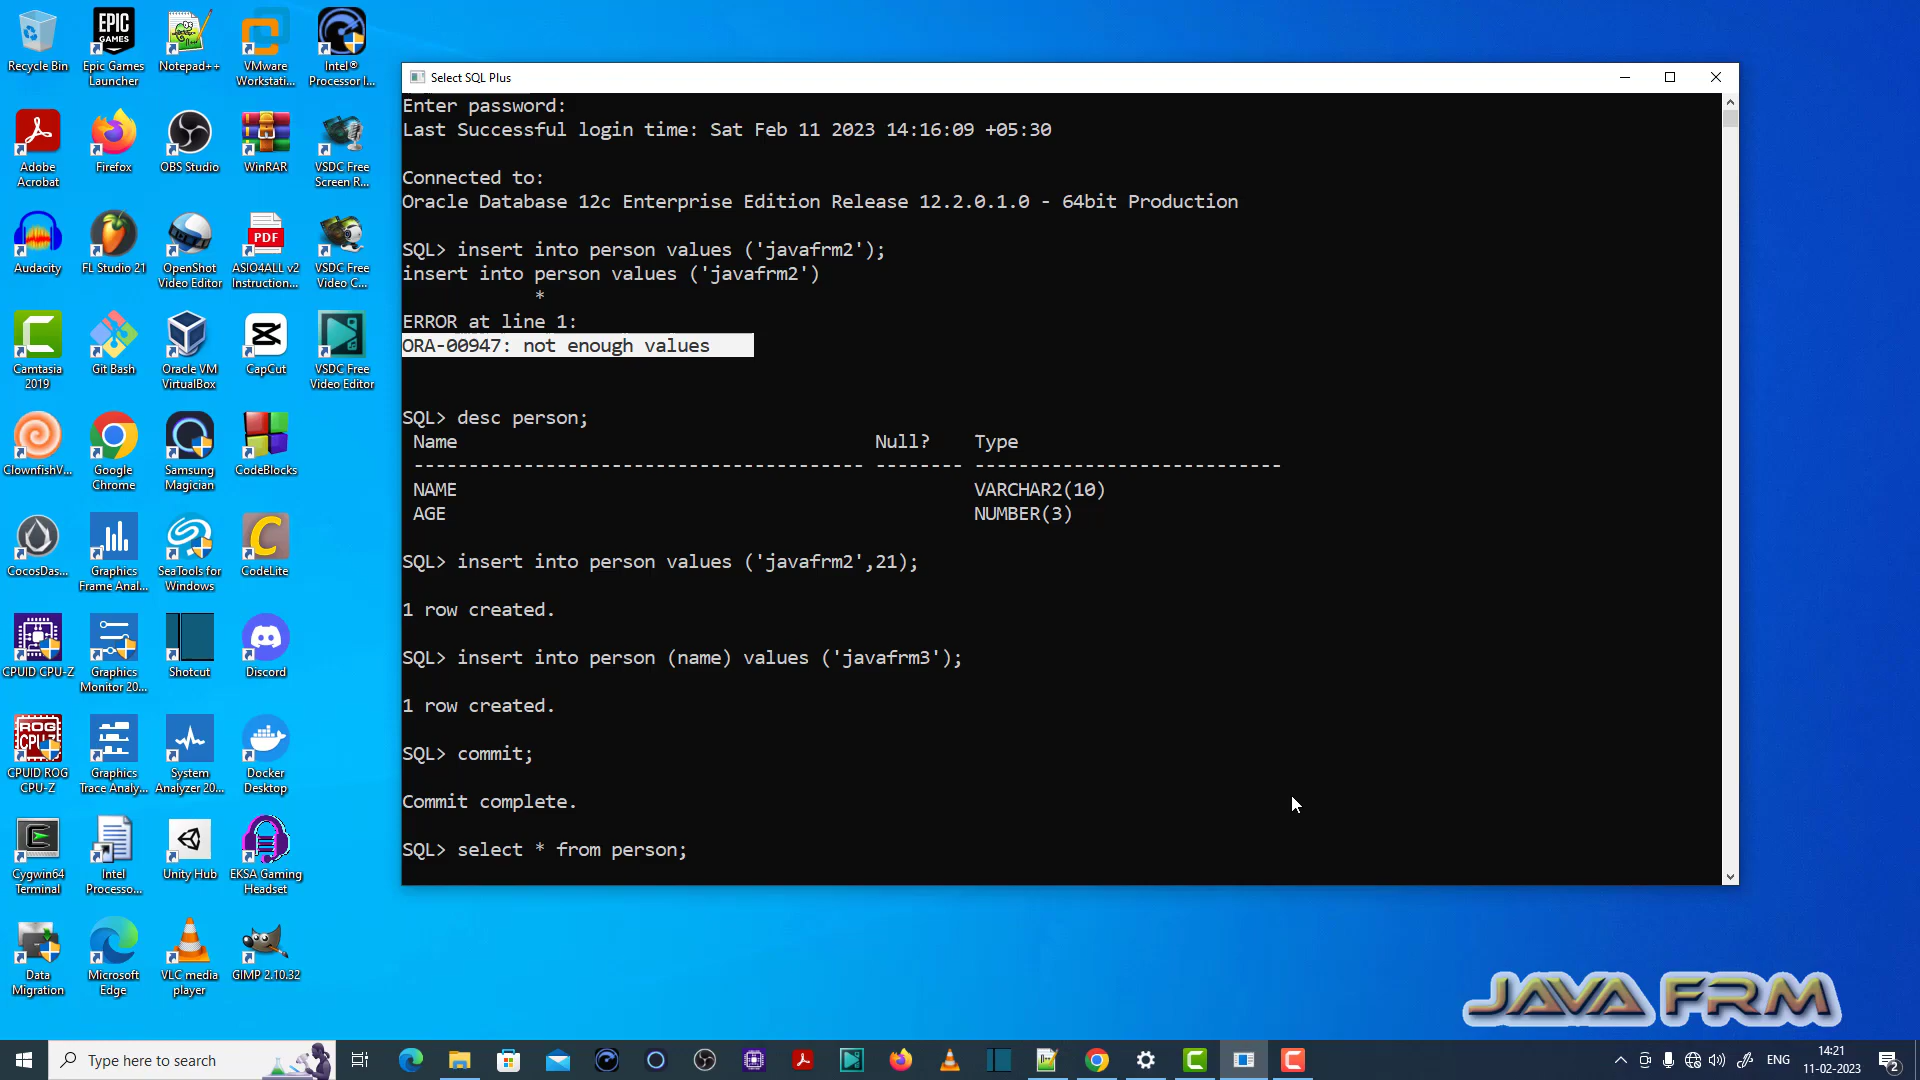 Recycle Bin
Epic Games
Launcher
Notepad++
VMware
Workstati...
Intel®
Processor I...
Adobe
Acrobat
Firefox
OBS Studio
WinRAR
VSDC Free
Screen R...
Audacity
FL Studio 21
OpenShot
Video Editor
PDF
ASIO4ALL v2
Instruction...
VSDC Free
Video C...
Camtasia
2019
Git Bash
Oracle VM
VirtualBox
CapCut
VSDC Free
Video Editor
ClownfishV...
Google
Chrome
Samsung
Magician
CodeBlocks
CocosDas...
Graphics
Frame Anal...
SeaTools for
Windows
CodeLite
CPUID CPU-Z
Graphics
Monitor 20...
Shotcut
Discord
ROG
CPU-Z
CPUID ROG
CPU-Z
Graphics
Trace Analy...
System
Analyzer 20...
Docker
Desktop
Cygwin64
Terminal
Intel
Processo...
Unity Hub
EKSA Gaming
Headset
Data
Migration
Microsoft
Edge
VLC media
player
GIMP 2.10.32
EPIC
GAMES
Select SQL Plus
Enter password:
Last Successful login time: Sat Feb 11 2023 14:16:09 +05:30
Connected to:
Oracle Database 12c Enterprise Edition Release 12.2.0.1.0 - 64bit Production
SQL> insert into person values ('javafrm2');
insert into person values ('javafrm2')
*
ERROR at line 1:
ORA-00947: not enough values
SQL> desc person;
Name Null? Type
----------------------------------------- -------- ----------------------------
NAME VARCHAR2(10)
AGE NUMBER(3)
SQL> insert into person values ('javafrm2',21);
1 row created.
SQL> insert into person (name) values ('javafrm3');
1 row created.
SQL> commit;
Commit complete.
SQL> select * from person;
JAVA FRM
Type here to search
ENG
14:21
11-02-2023
2